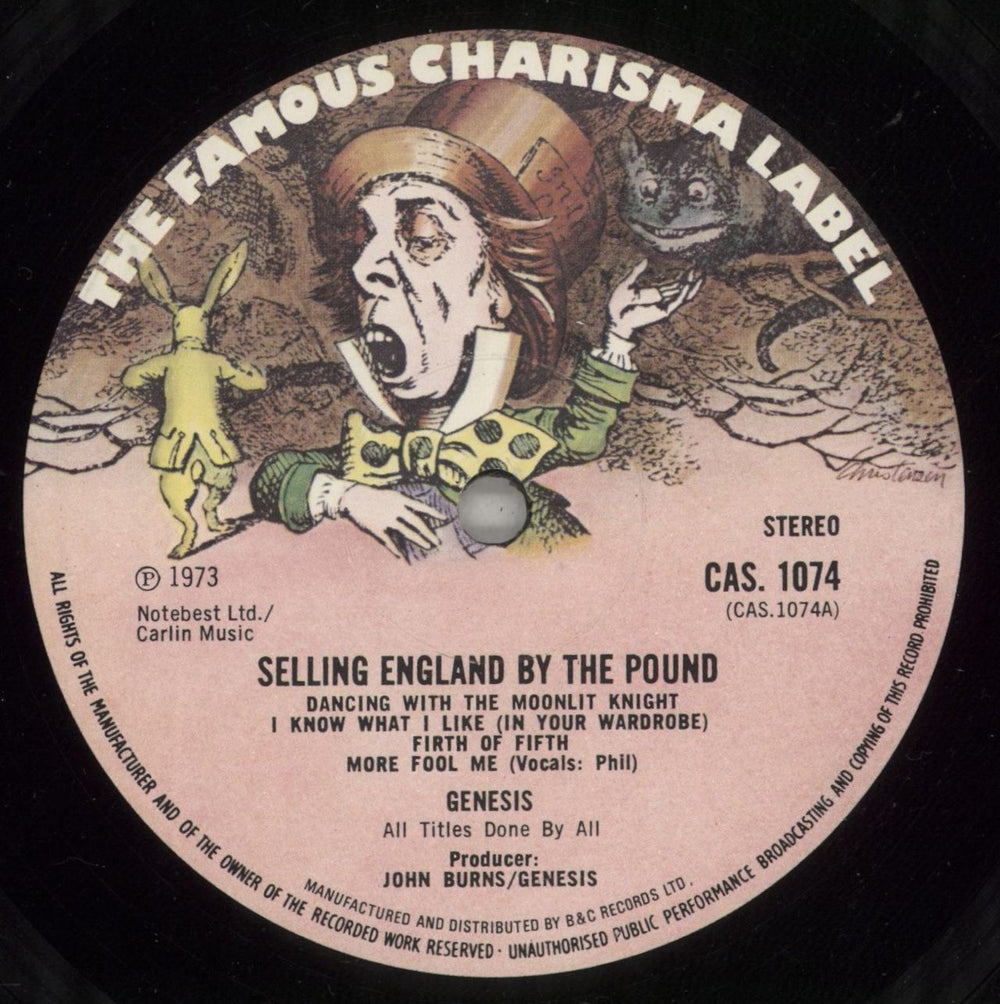 THE FAMOUS CHARISMA LABEL
Christensen
STEREO
Ⓟ 1973
CAS. 1074
(CAS.1074A)
Notebest Ltd./
Carlin Music
SELLING ENGLAND BY THE POUND
DANCING WITH THE MOONLIT KNIGHT
I KNOW WHAT I LIKE (IN YOUR WARDROBE)
FIRTH OF FIFTH
MORE FOOL ME (Vocals: Phil)
GENESIS
All Titles Done By All
Producer:
JOHN BURNS/GENESIS
MANUFACTURED AND DISTRIBUTED BY B&C RECORDS LTD.
ALL RIGHTS OF THE MANUFACTURER AND OF THE OWNER OF THE RECORDED WORK RESERVED · UNAUTHORISED PUBLIC PERFORMANCE BROADCASTING AND COPYING OF THIS RECORD PROHIBITED